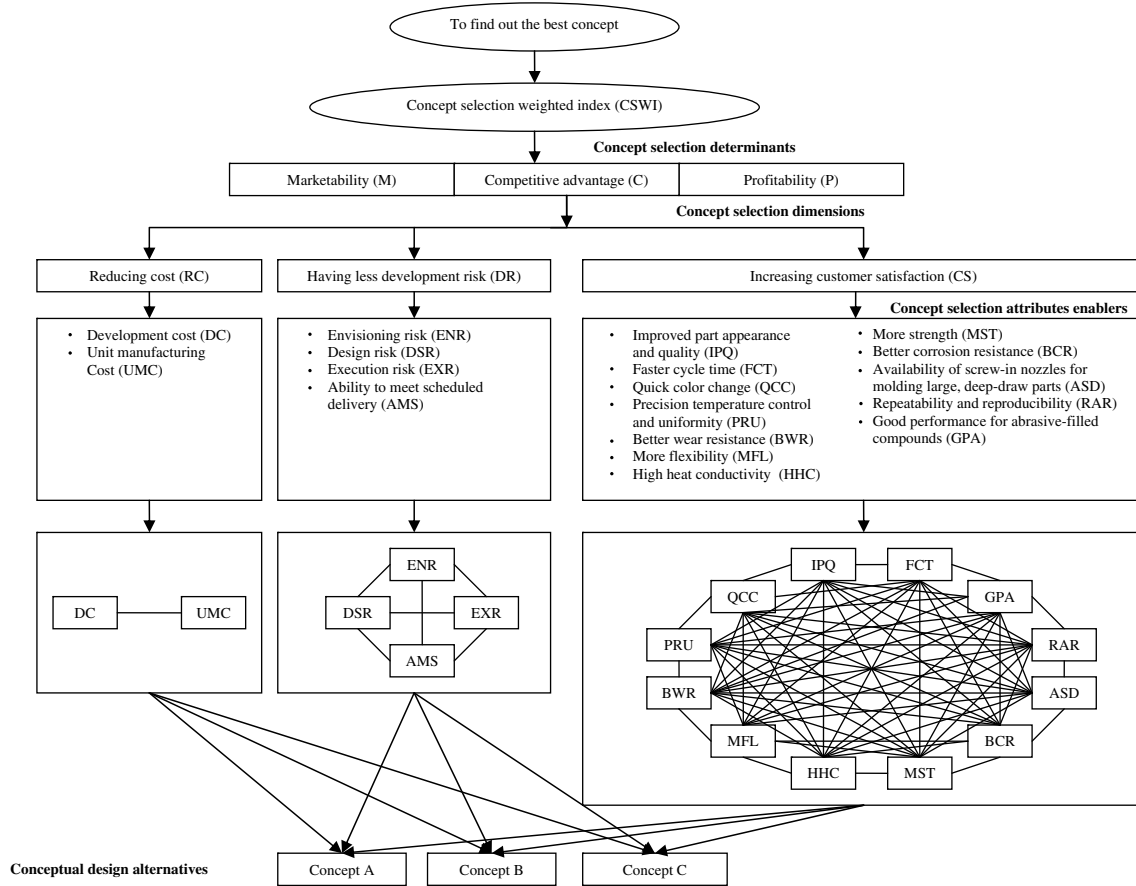 To find out the best concept
Concept selection weighted index (CSWI)
Concept selection determinants
Marketability (M)
Competitive advantage (C)
Profitability (P)
Concept selection dimensions
Reducing cost (RC)
Having less development risk (DR)
Increasing customer satisfaction (CS)
Concept selection attributes enablers
• Development cost (DC)
• Unit manufacturing
Cost (UMC)
• Envisioning risk (ENR)
• Design risk (DSR)
• Execution risk (EXR)
• Ability to meet scheduled
delivery (AMS)
• Improved part appearance
and quality (IPQ)
• Faster cycle time (FCT)
• Quick color change (QCC)
• Precision temperature control
and uniformity (PRU)
• Better wear resistance (BWR)
• More flexibility (MFL)
• High heat conductivity (HHC)
• More strength (MST)
• Better corrosion resistance (BCR)
• Availability of screw-in nozzles for
molding large, deep-draw parts (ASD)
• Repeatability and reproducibility (RAR)
• Good performance for abrasive-filled
compounds (GPA)
DC
UMC
ENR
DSR
EXR
AMS
IPQ
FCT
QCC
GPA
PRU
RAR
BWR
ASD
MFL
BCR
HHC
MST
Conceptual design alternatives
Concept A
Concept B
Concept C